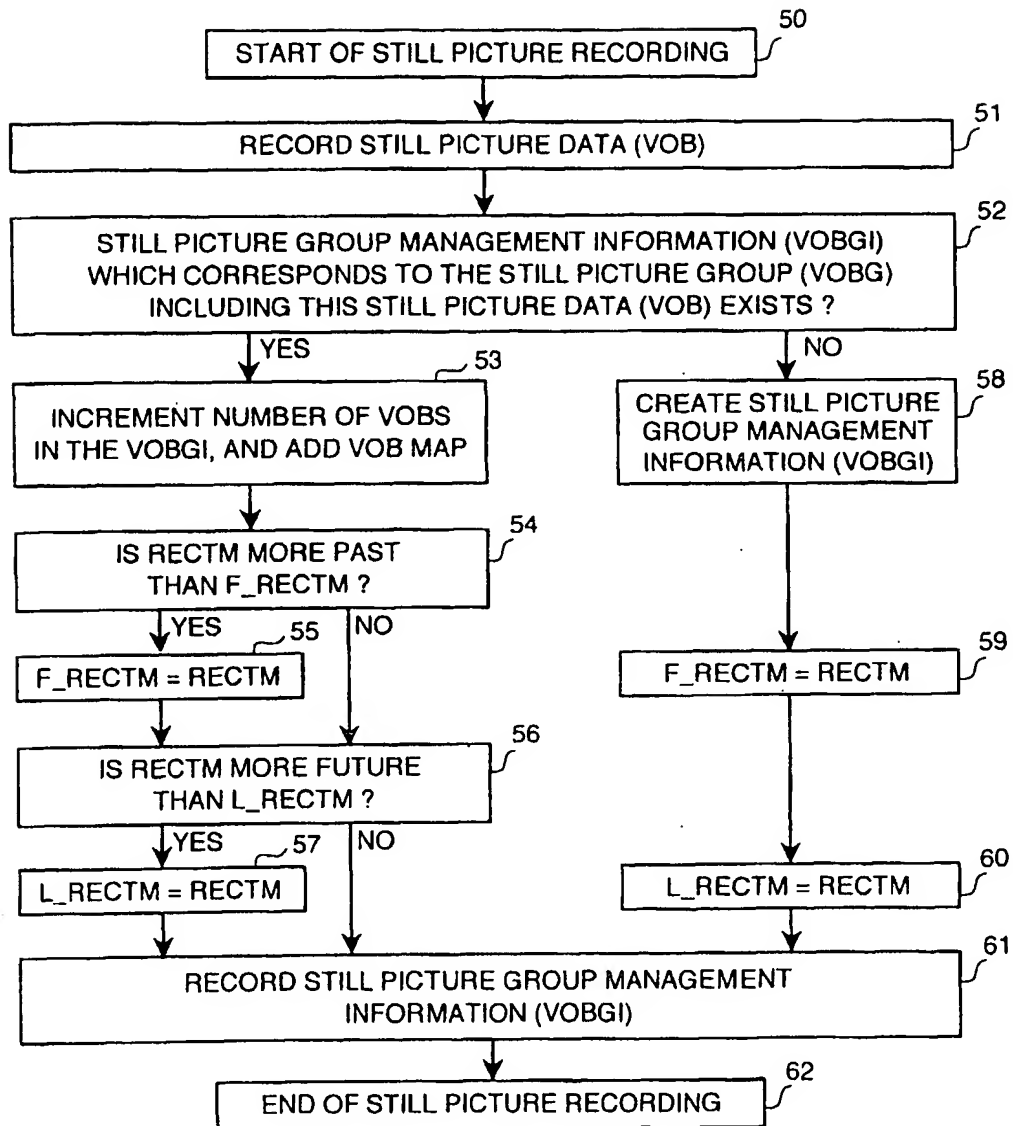 50
START OF STILL PICTURE RECORDING
51
RECORD STILL PICTURE DATA (VOB)
52
STILL PICTURE GROUP MANAGEMENT INFORMATION (VOBGI)
WHICH CORRESPONDS TO THE STILL PICTURE GROUP (VOBG)
INCLUDING THIS STILL PICTURE DATA (VOB) EXISTS ?
YES
NO
53
INCREMENT NUMBER OF VOBS
IN THE VOBGI, AND ADD VOB MAP
58
CREATE STILL PICTURE
GROUP MANAGEMENT
INFORMATION (VOBGI)
54
IS RECTM MORE PAST
THAN F_RECTM ?
YES
NO
55
F_RECTM = RECTM
59
F_RECTM = RECTM
56
IS RECTM MORE FUTURE
THAN L_RECTM ?
YES
NO
57
L_RECTM = RECTM
60
L_RECTM = RECTM
61
RECORD STILL PICTURE GROUP MANAGEMENT
INFORMATION (VOBGI)
62
END OF STILL PICTURE RECORDING